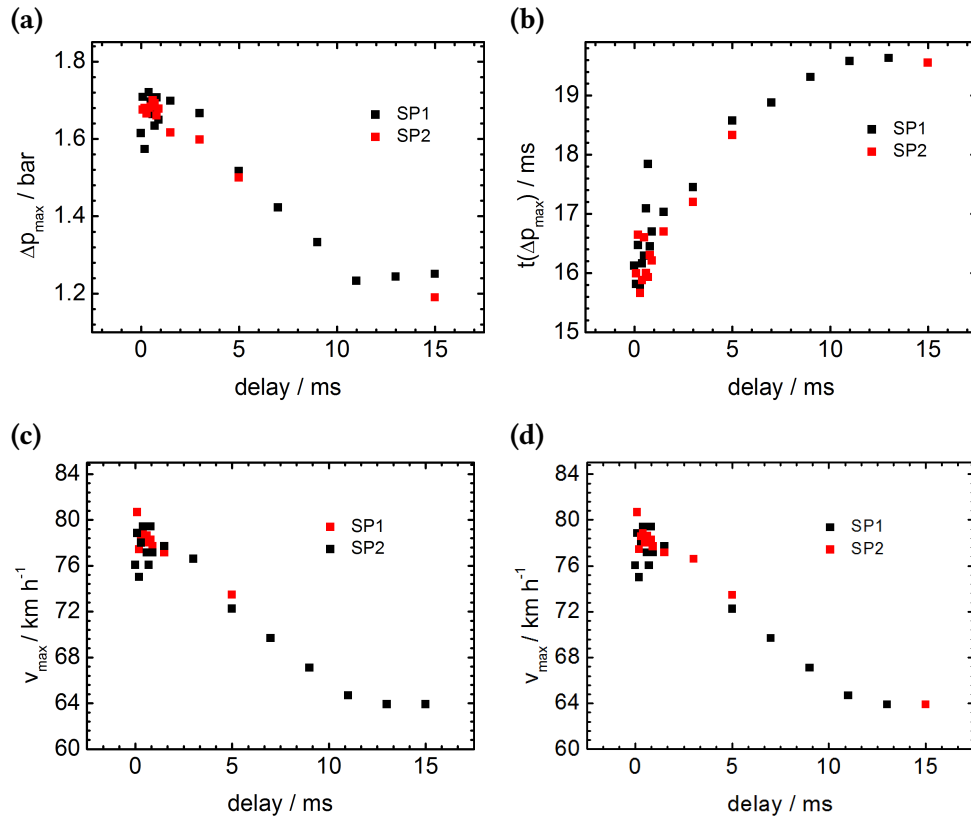 (a)
1.8
1.6
1.4
1.2
Δp_max / bar
SP1
SP2
0 5 10 15
delay / ms
(b)
19
18
17
16
15
t(Δp_max) / ms
SP1
SP2
0 5 10 15
delay / ms
(c)
84
80
76
72
68
64
60
v_max / km h⁻¹
SP1
SP2
0 5 10 15
delay / ms
(d)
84
80
76
72
68
64
60
v_max / km h⁻¹
SP1
SP2
0 5 10 15
delay / ms